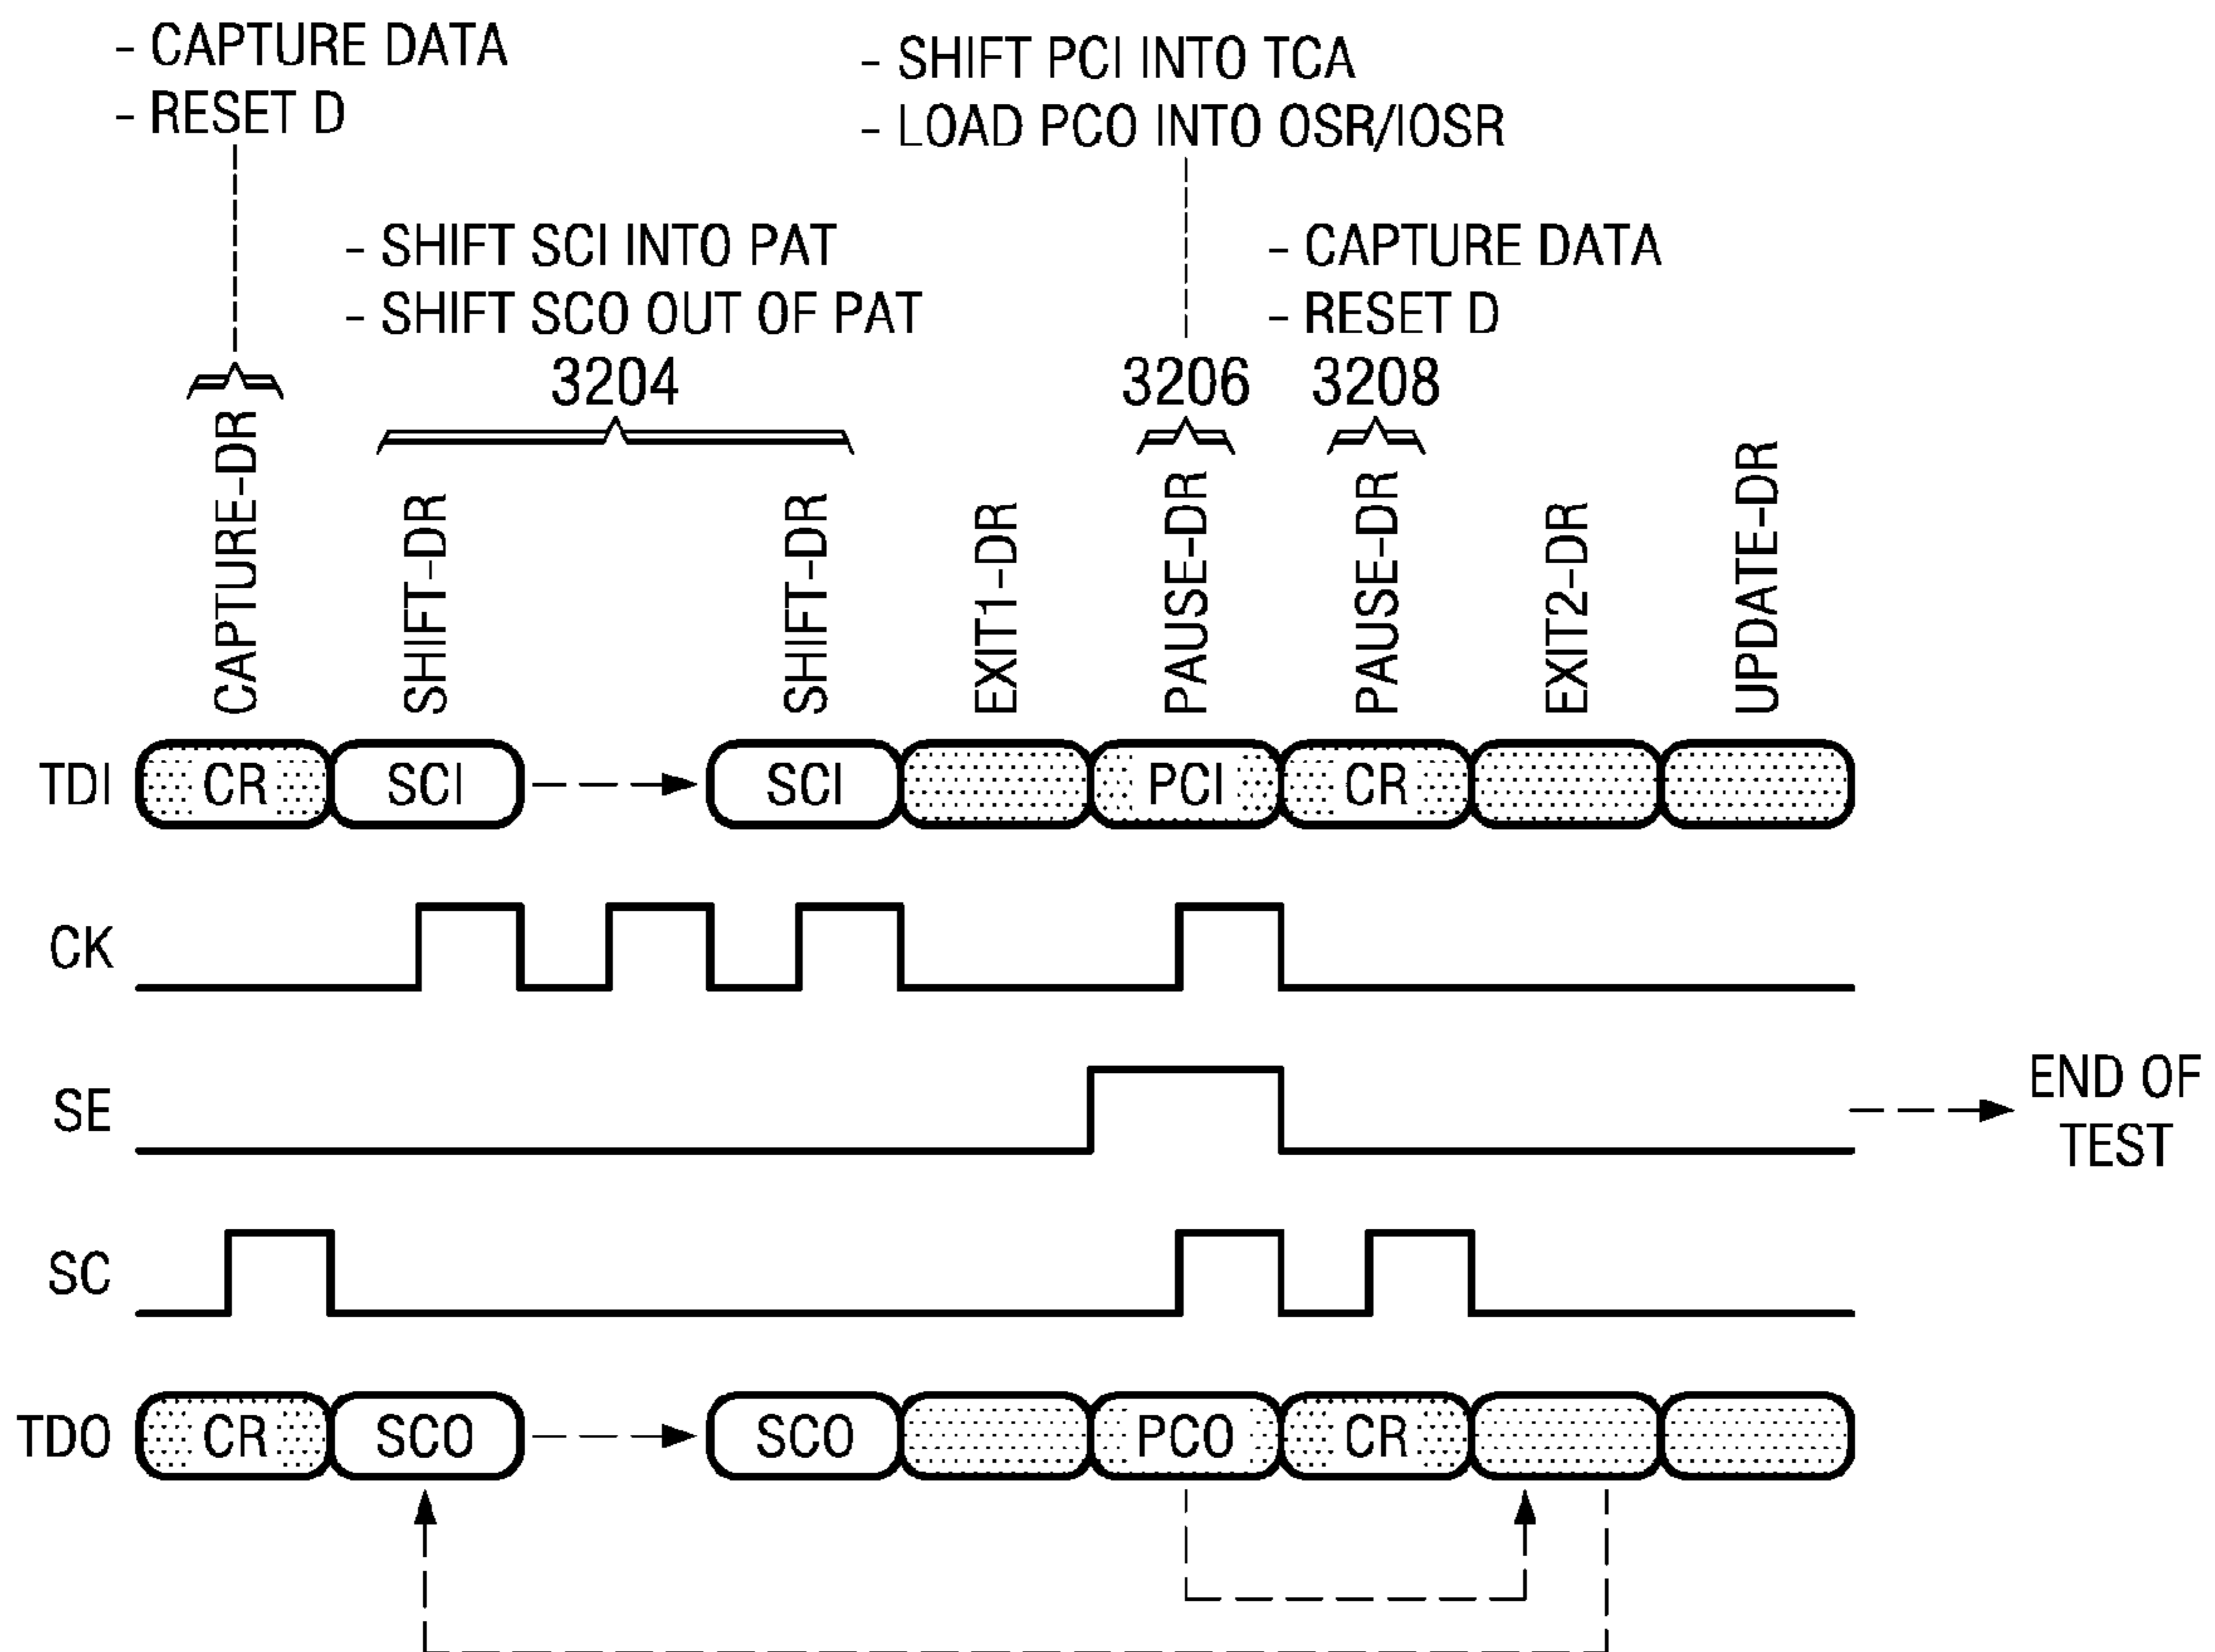 - CAPTURE DATA
- RESET D
- SHIFT PCI INTO TCA
- LOAD PCO INTO OSR/IOSR
- SHIFT SCI INTO PAT
- SHIFT SCO OUT OF PAT
- CAPTURE DATA
- RESET D
3204
3206
3208
CAPTURE-DR
SHIFT-DR
SHIFT-DR
EXIT1-DR
PAUSE-DR
PAUSE-DR
EXIT2-DR
UPDATE-DR
TDI CR SCI SCI PCI CR
CK
SE
END OF
TEST
SC
TDO CR SCO SCO PCO CR